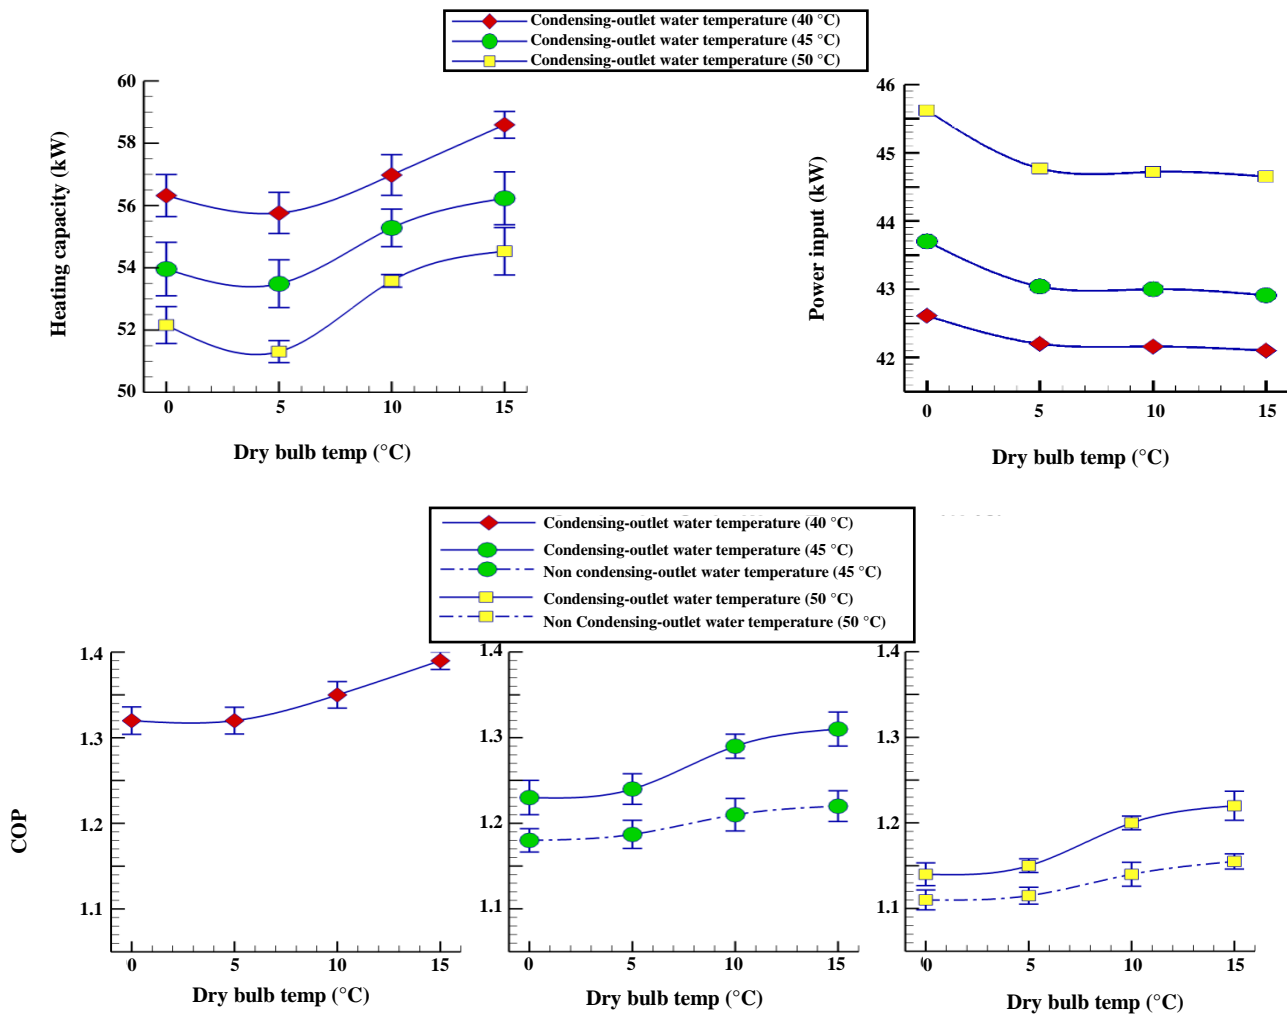 Condensing-outlet water temperature (40 °C)
Condensing-outlet water temperature (45 °C)
Condensing-outlet water temperature (50 °C)
Heating capacity (kW)
60
58
56
54
52
50
0 5 10 15
Dry bulb temp (°C)
Power input (kW)
46
45
44
43
42
0 5 10 15
Dry bulb temp (°C)
Condensing-outlet water temperature (40 °C)
Condensing-outlet water temperature (45 °C)
Non condensing-outlet water temperature (45 °C)
Condensing-outlet water temperature (50 °C)
Non Condensing-outlet water temperature (50 °C)
COP
1.4
1.3
1.2
1.1
0 5 10 15
Dry bulb temp (°C)
1.4
1.3
1.2
1.1
0 5 10 15
Dry bulb temp (°C)
1.4
1.3
1.2
1.1
0 5 10 15
Dry bulb temp (°C)